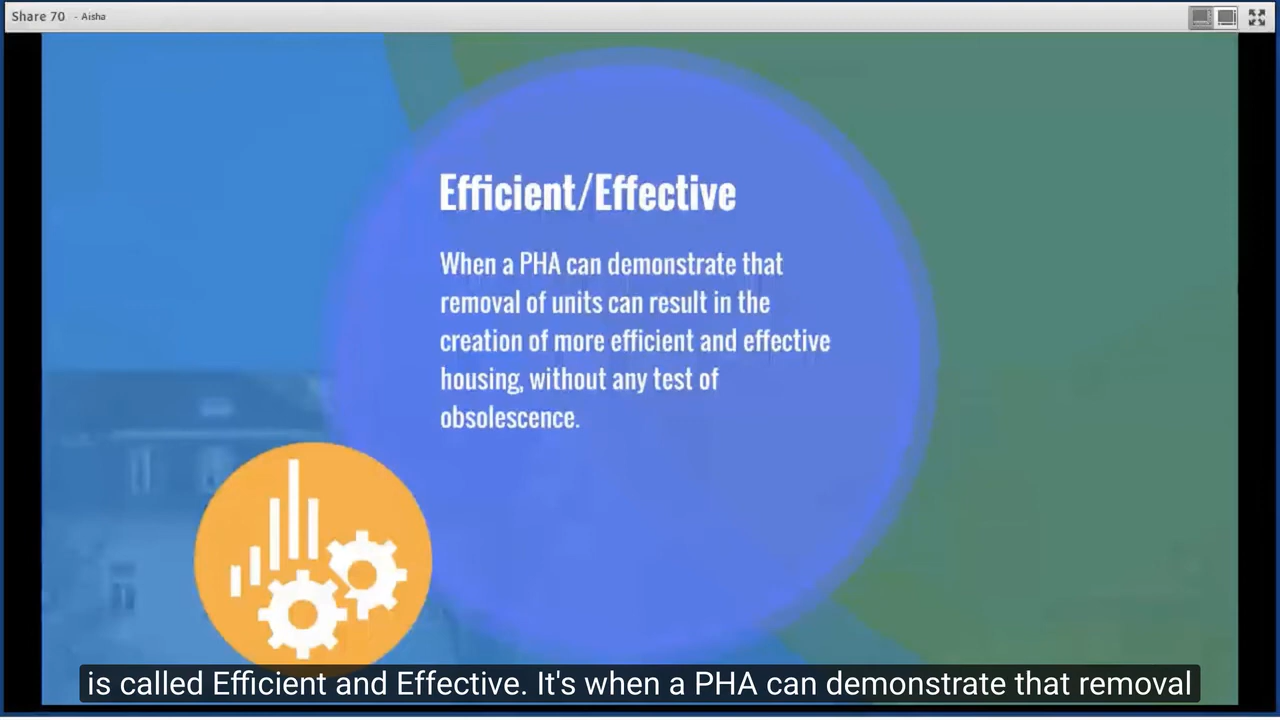 Share 70 - Aisha
Efficient/Effective
When a PHA can demonstrate that
removal of units can result in the
creation of more efficient and effective
housing, without any test of
obsolescence.
is called Efficient and Effective. It's when a PHA can demonstrate that removal